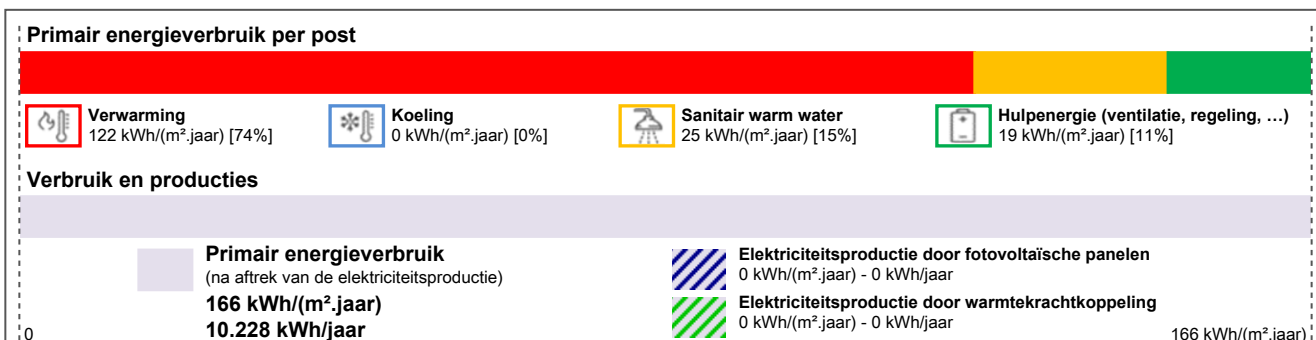 Primair energieverbruik per post
Verwarming
122 kWh/(m².jaar) [74%]
Koeling
0 kWh/(m².jaar) [0%]
Sanitair warm water
25 kWh/(m².jaar) [15%]
Hulpenergie (ventilatie, regeling, …)
19 kWh/(m².jaar) [11%]
Verbruik en producties
Primair energieverbruik
(na aftrek van de elektriciteitsproductie)
166 kWh/(m².jaar)
10.228 kWh/jaar
Elektriciteitsproductie door fotovoltaïsche panelen
0 kWh/(m².jaar) - 0 kWh/jaar
Elektriciteitsproductie door warmtekrachtkoppeling
0 kWh/(m².jaar) - 0 kWh/jaar
0
166 kWh/(m².jaar)